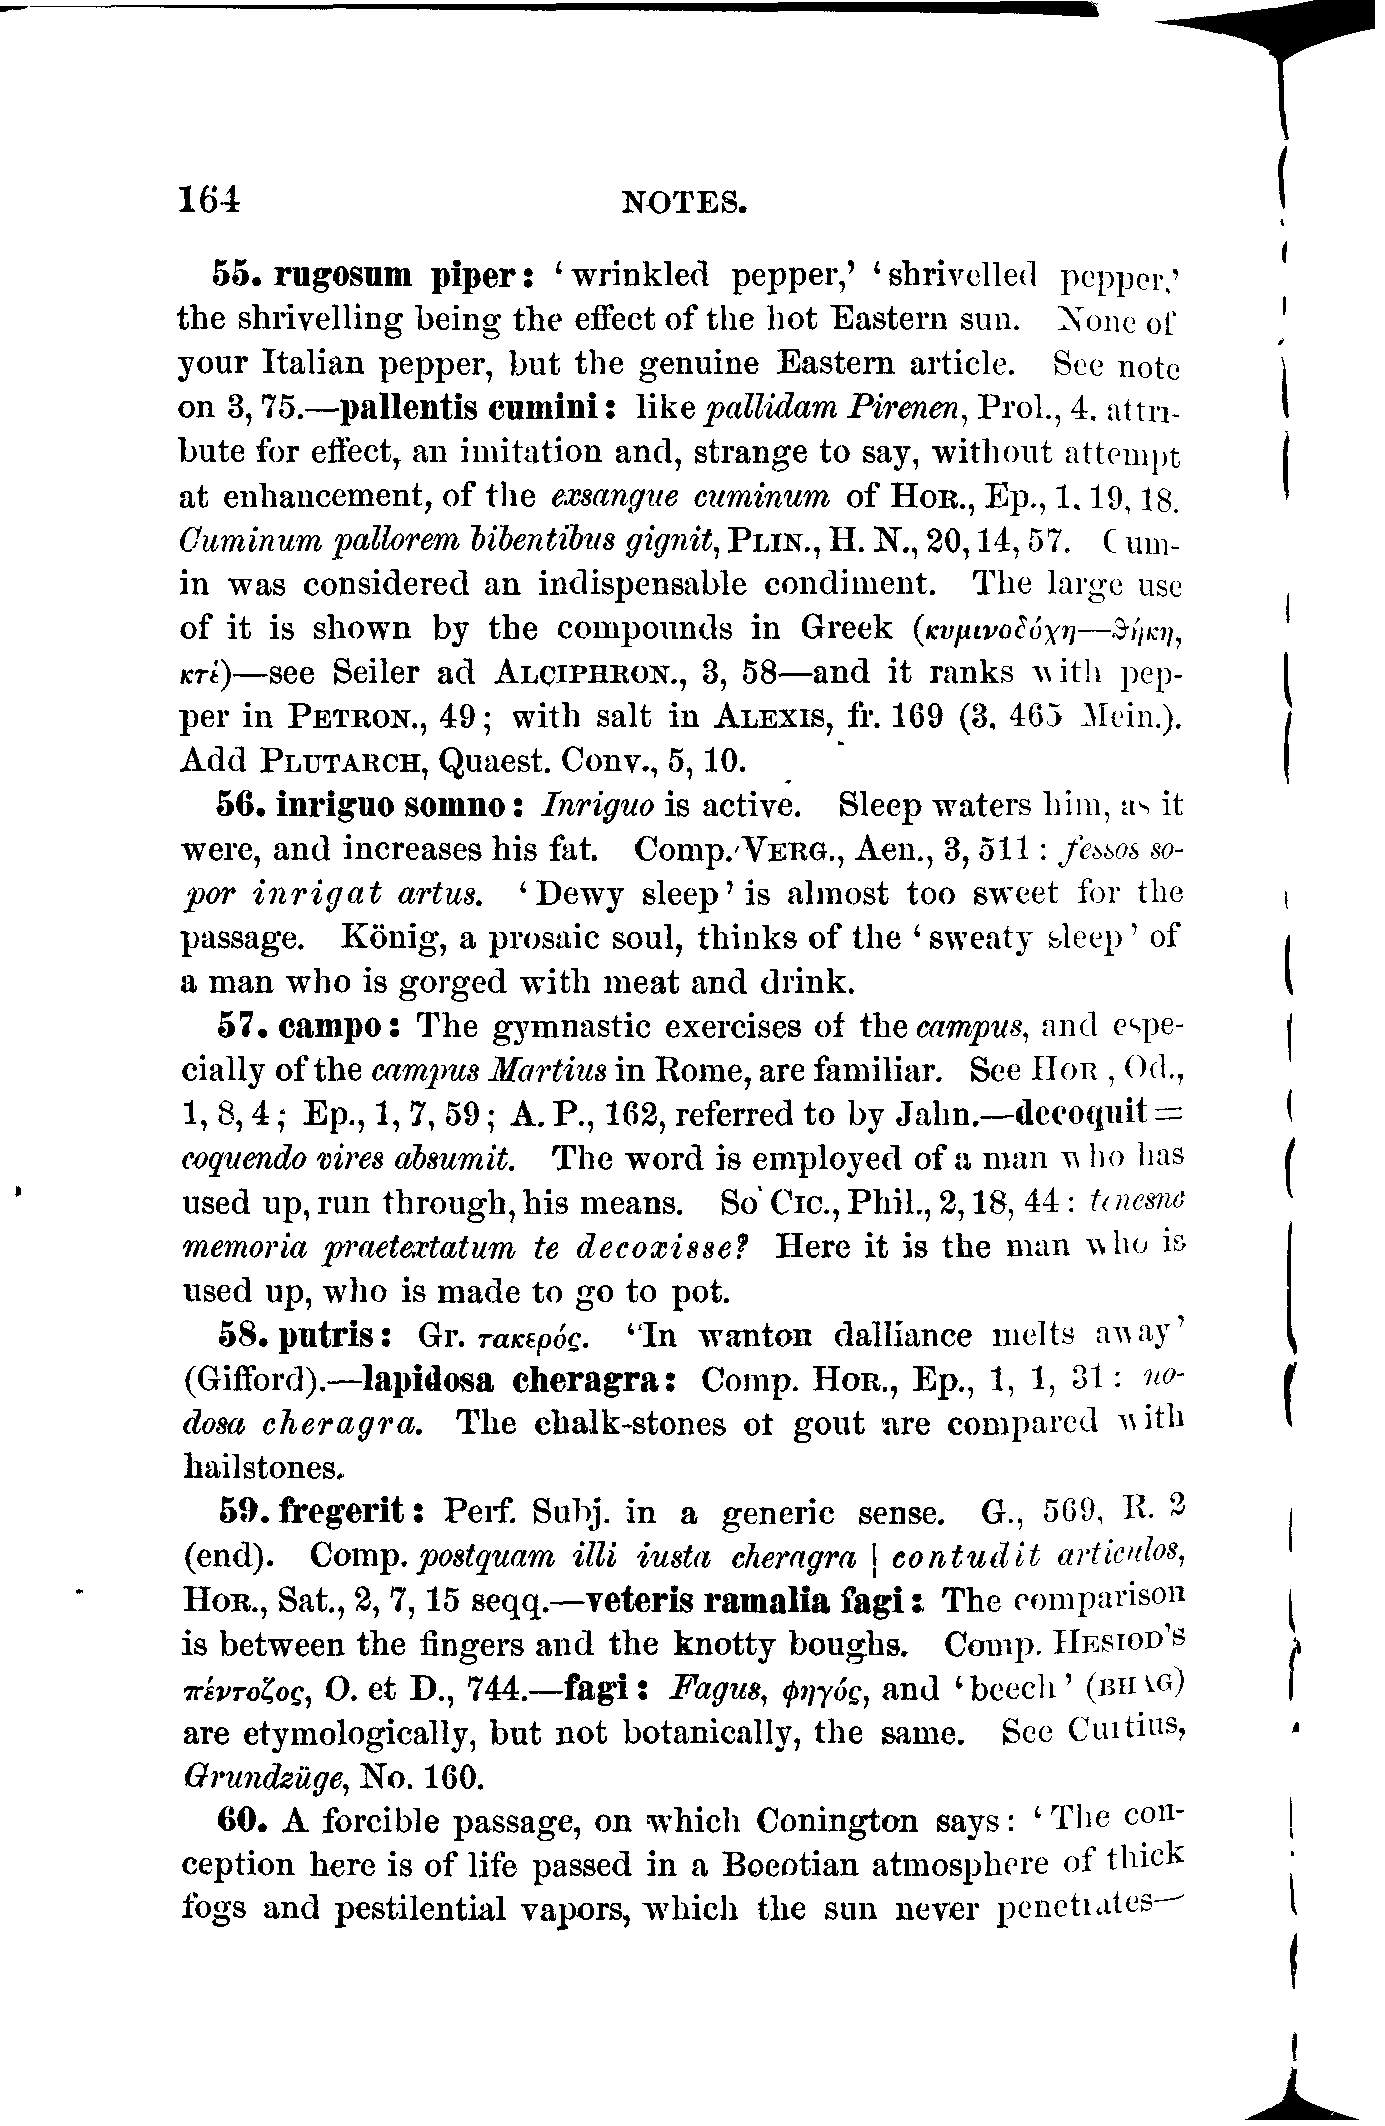 164 NOTES.
55. rugosum piper: ‘wrinkled pepper,’ ‘shrivelled pepper,’
the shrivelling being the effect of the hot Eastern sun. None of
your Italian pepper, but the genuine Eastern article. See note
on 3, 75.—pallentis cumini: like pallidam Pirenen, Prol., 4, attri-
bute for effect, an imitation and, strange to say, without attempt
at enhancement, of the exsangue cuminum of HOR., Ep., 1, 19, 18.
Cuminum pallorem bibentibus gignit, PLIN., H. N., 20, 14, 57. Cum-
in was considered an indispensable condiment. The large use
of it is shown by the compounds in Greek (κυμινοδόχη—θήκη,
κτέ)—see Seiler ad ALCIPHRON., 3, 58—and it ranks with pep-
per in PETRON., 49; with salt in ALEXIS, fr. 169 (3, 465 Mein.).
Add PLUTARCH, Quaest. Conv., 5, 10.
56. inriguo somno: Inriguo is active. Sleep waters him, as it
were, and increases his fat. Comp. VERG., Aen., 3, 511: fessos so-
por inrigat artus. ‘Dewy sleep’ is almost too sweet for the
passage. König, a prosaic soul, thinks of the ‘sweaty sleep’ of
a man who is gorged with meat and drink.
57. campo: The gymnastic exercises of the campus, and espe-
cially of the campus Martius in Rome, are familiar. See HOR, Od.,
1, 8, 4; Ep., 1, 7, 59; A. P., 162, referred to by Jahn.—decoquit=
coquendo vires absumit. The word is employed of a man who has
used up, run through, his means. So CIC., Phil., 2, 18, 44: tenesne
memoria praetextatum te decoxisse? Here it is the man who is
used up, who is made to go to pot.
58. putris: Gr. τακερός. ‘In wanton dalliance melts away’
(Gifford).—lapidosa cheragra: Comp. HOR., Ep., 1, 1, 31: no-
dosa cheragra. The chalk-stones of gout are compared with
hailstones.
59. fregerit: Perf. Subj. in a generic sense. G., 569, R. 2
(end). Comp. postquam illi iusta cheragra | contudit articulos,
HOR., Sat., 2, 7, 15 seqq.—veteris ramalia fagi: The comparison
is between the fingers and the knotty boughs. Comp. HESIOD'S
πέντοζος, O. et D., 744.—fagi: Fagus, φηγός, and ‘beech’ (BHAG)
are etymologically, but not botanically, the same. See Curtius,
Grundzüge, No. 160.
60. A forcible passage, on which Conington says: ‘The con-
ception here is of life passed in a Boeotian atmosphere of thick
fogs and pestilential vapors, which the sun never penetrates—